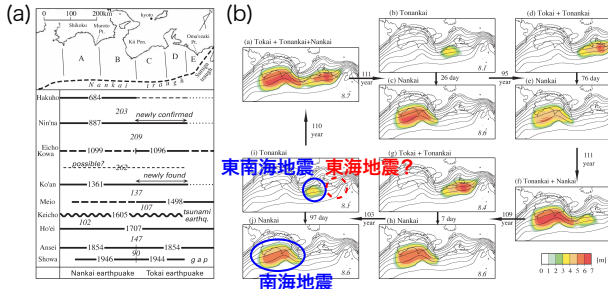 (a)
0 100 200km
kyoto
Shikoku
Muroto
Pt.
Kii Pen.
Omaezaki
Pt.
A B C D E
Nankai trough
Hakuho 684
203
Nin'na 887 newly confirmed
209
Eicho
Kowa 1099 1096
possible? 262
newly found
Ko'an 1361
137
Meio 1498
107
Keicho 1605 tsunami
earthq.
102
Ho'ei 1707
147
Ansei 1854 1854
90
Showa 1946 1944 gap
Nankai earthpuake Tokai earthpuake
(b)
(a) Tokai + Tonankai+Nankai
8.7
111
year
(b) Tonankai
8.1
26 day
(c) Nankai
8.6
95
year
(d) Tokai + Tonankai
76 day
(e) Nankai
111
year
(f) Tonankai + Nankai
109
year
(g) Tokai + Tonankai
8.4
7 day
(h) Nankai
103
year
(i) Tonankai
東南海地震
東海地震？
8.1
97 day
(j) Nankai
8.6
南海地震
110
year
[m]
0 1 2 3 4 5 6 7